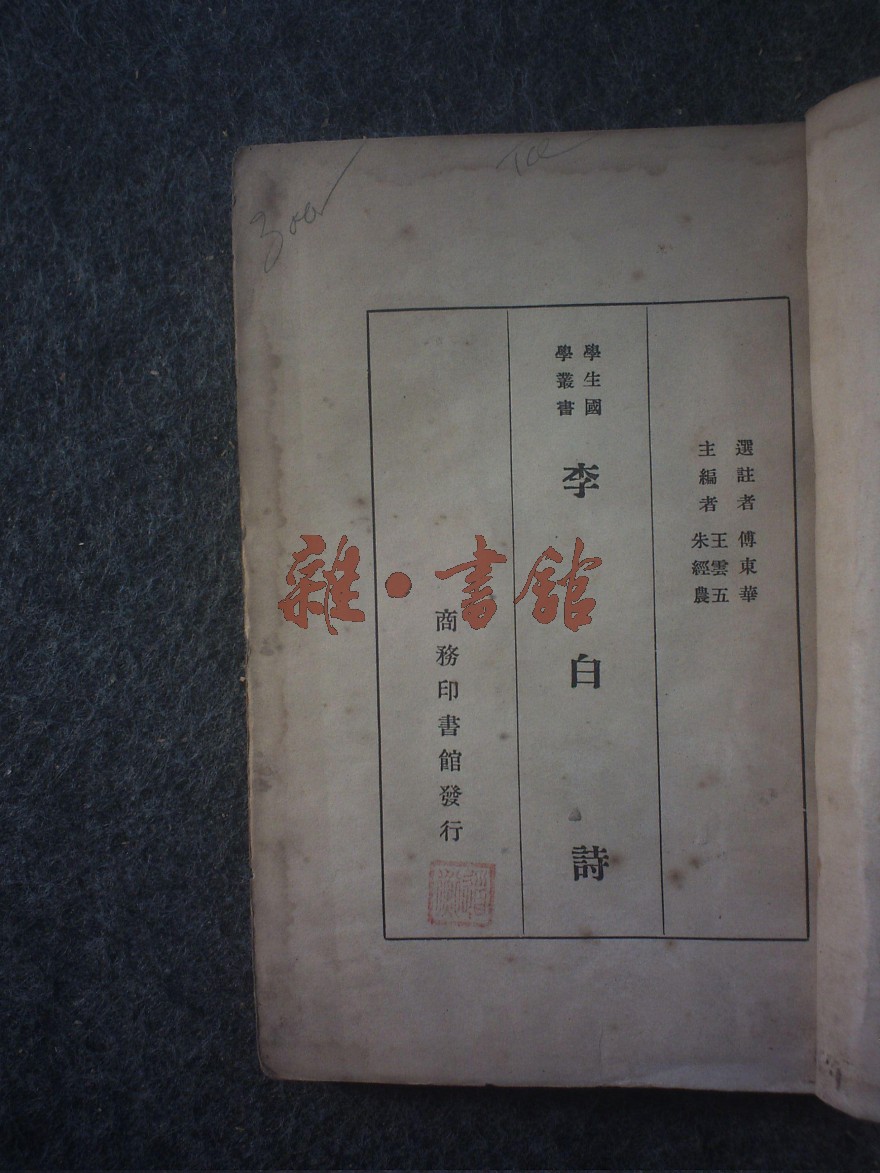 選註者 傅東華
主編者 王雲五
朱經農
學生國
學叢書
李白詩
商務印書館發行
雜·書館